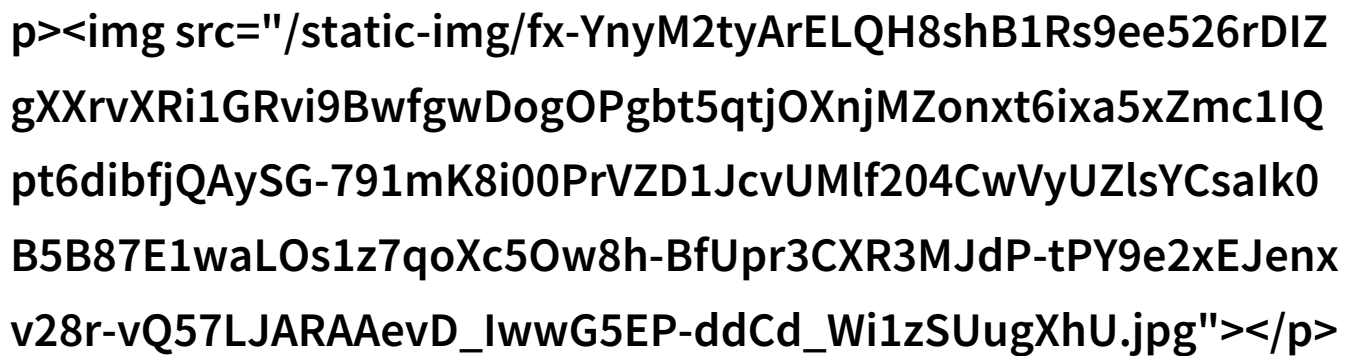 p><img src="/static-img/fx-YnyM2tyArELQH8shB1Rs9ee526rDIZ
gXXrvXRi1GRvi9BwfgwDogOPgbt5qtjOXnjMZonxt6ixa5xZmc1IQ
pt6dibfjQAySG-791mK8i00PrVZD1JcvUMlf204CwVyUZlsYCsaIk0
B5B87E1waLOs1z7qoXc5Ow8h-BfUpr3CXR3MJdP-tPY9e2xEJenx
v28r-vQ57LJARAAevD_IwwG5EP-ddCd_Wi1zSUugXhU.jpg"></p>